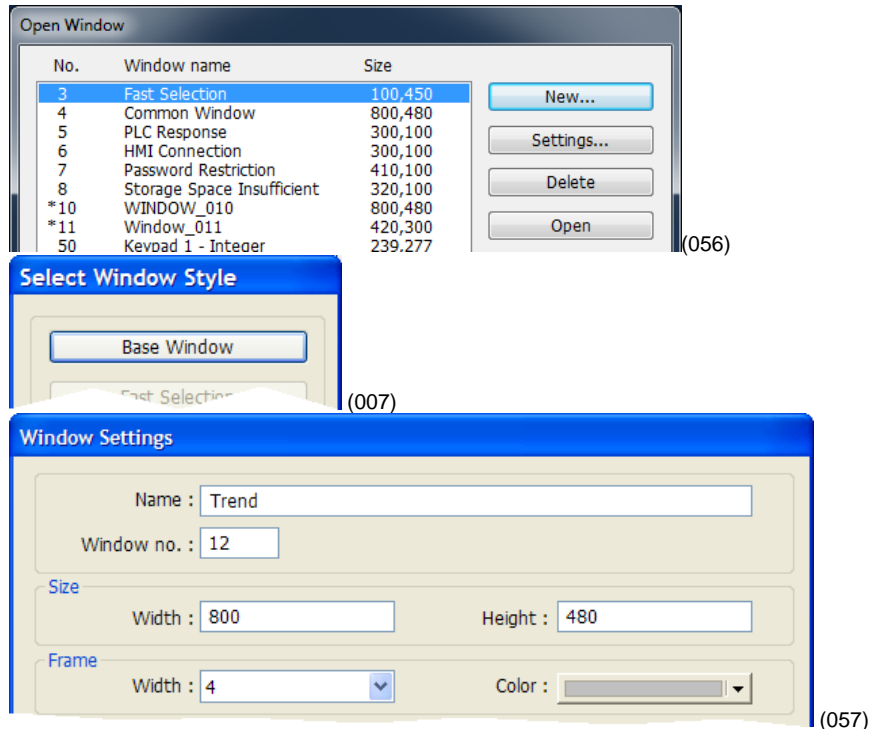 Open Window
No. Window name Size
3 Fast Selection 100,450
4 Common Window 800,480
5 PLC Response 300,100
6 HMI Connection 300,100
7 Password Restriction 410,100
8 Storage Space Insufficient 320,100
*10 WINDOW_010 800,480
*11 Window_011 420,300
50 Keypad 1 - Integer 239,277
New...
Settings...
Delete
Open
(056)
Select Window Style
Base Window
Fast Selection
(007)
Window Settings
Name : Trend
Window no. : 12
Size
Width : 800 Height : 480
Frame
Width : 4 Color :
(057)